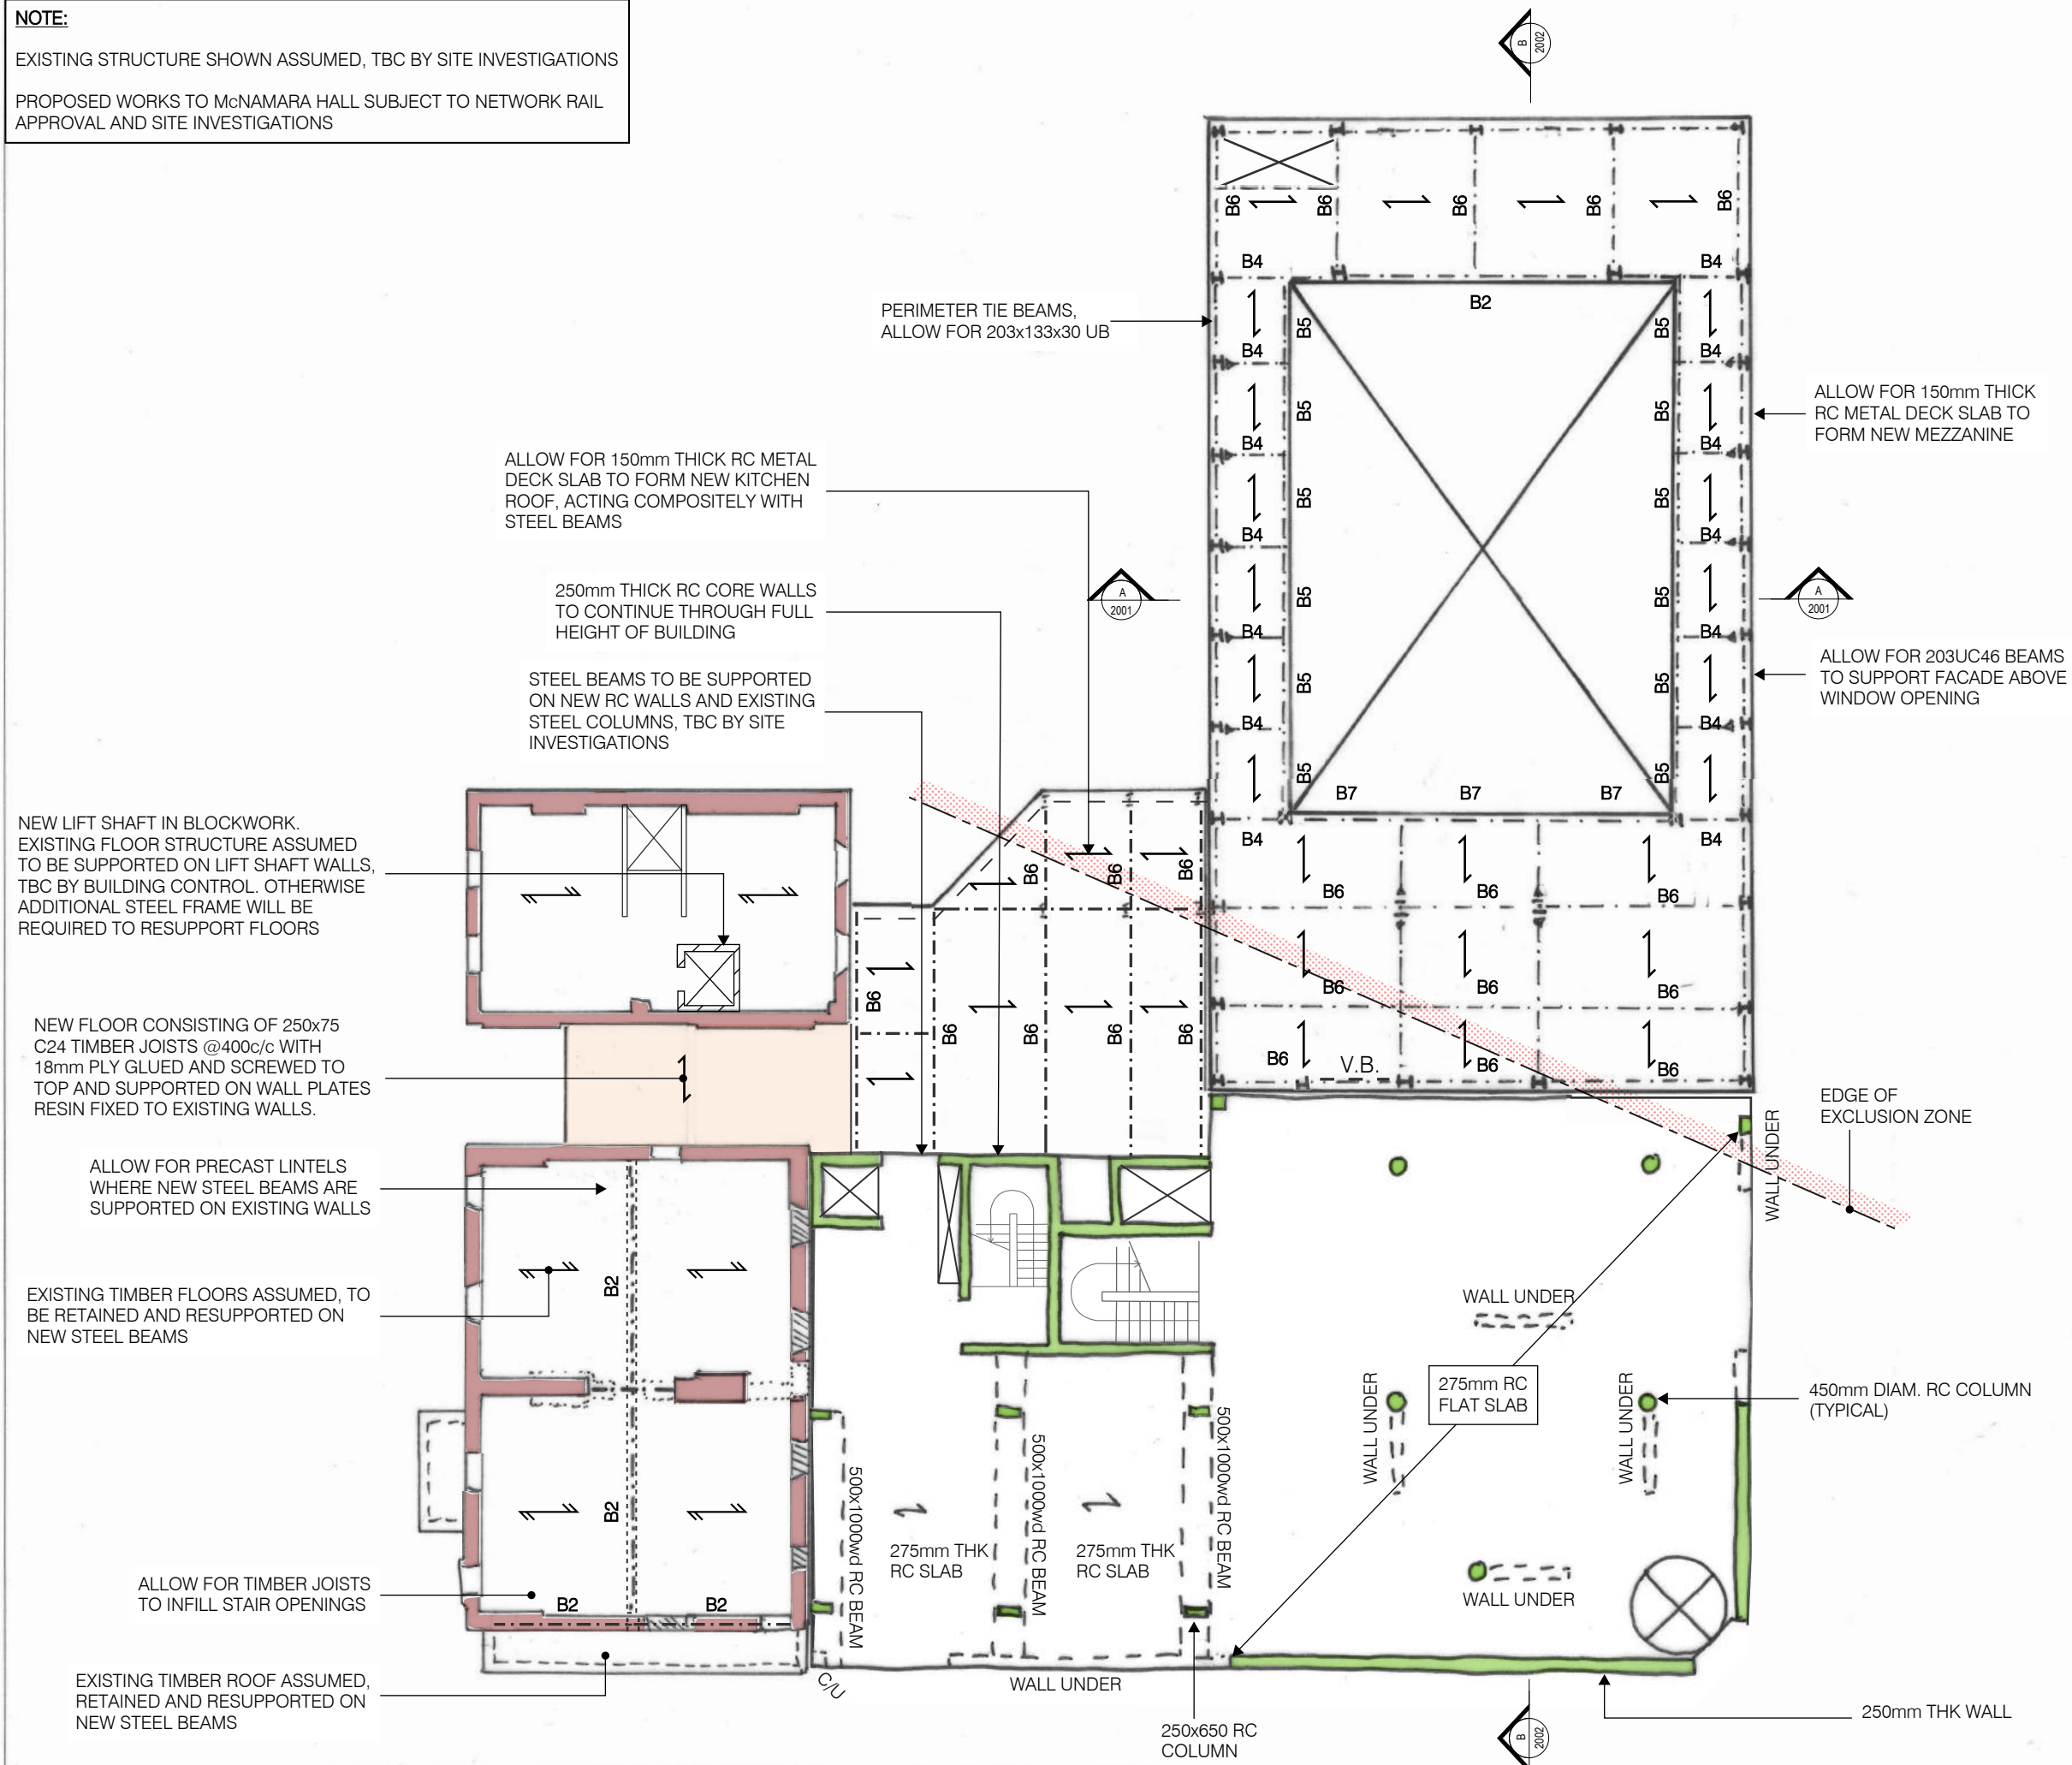 NOTE:
EXISTING STRUCTURE SHOWN ASSUMED, TBC BY SITE INVESTIGATIONS
PROPOSED WORKS TO McNAMARA HALL SUBJECT TO NETWORK RAIL
APPROVAL AND SITE INVESTIGATIONS
B
2002
B6
B6
B6
B6
B6
B4
B4
B2
PERIMETER TIE BEAMS,
ALLOW FOR 203x133x30 UB
B5
B5
B4
B4
ALLOW FOR 150mm THICK
RC METAL DECK SLAB TO
FORM NEW MEZZANINE
B5
B5
B4
B4
ALLOW FOR 150mm THICK RC METAL
DECK SLAB TO FORM NEW KITCHEN
ROOF, ACTING COMPOSITELY WITH
STEEL BEAMS
B5
B5
B4
B4
250mm THICK RC CORE WALLS
TO CONTINUE THROUGH FULL
HEIGHT OF BUILDING
A
2001
B5
B5
A
2001
B4
B4
STEEL BEAMS TO BE SUPPORTED
ON NEW RC WALLS AND EXISTING
STEEL COLUMNS, TBC BY SITE
INVESTIGATIONS
B5
B5
ALLOW FOR 203UC46 BEAMS
TO SUPPORT FACADE ABOVE
WINDOW OPENING
B4
B4
B5
B5
B7
B7
B7
B4
B4
NEW LIFT SHAFT IN BLOCKWORK.
EXISTING FLOOR STRUCTURE ASSUMED
TO BE SUPPORTED ON LIFT SHAFT WALLS,
TBC BY BUILDING CONTROL. OTHERWISE
ADDITIONAL STEEL FRAME WILL BE
REQUIRED TO RESUPPORT FLOORS
B6
B6
B6
B6
B6
B6
B6
B6
B6
B6
NEW FLOOR CONSISTING OF 250x75
C24 TIMBER JOISTS @400c/c WITH
18mm PLY GLUED AND SCREWED TO
TOP AND SUPPORTED ON WALL PLATES
RESIN FIXED TO EXISTING WALLS.
B6
B6
B6
B6
B6
V.B.
B6
B6
EDGE OF
EXCLUSION ZONE
WALL UNDER
ALLOW FOR PRECAST LINTELS
WHERE NEW STEEL BEAMS ARE
SUPPORTED ON EXISTING WALLS
B2
EXISTING TIMBER FLOORS ASSUMED, TO
BE RETAINED AND RESUPPORTED ON
NEW STEEL BEAMS
WALL UNDER
275mm RC
FLAT SLAB
WALL UNDER
WALL UNDER
450mm DIAM. RC COLUMN
(TYPICAL)
B2
500x1000wd RC BEAM
500x1000wd RC BEAM
500x1000wd RC BEAM
275mm THK
RC SLAB
275mm THK
RC SLAB
WALL UNDER
ALLOW FOR TIMBER JOISTS
TO INFILL STAIR OPENINGS
B2
B2
EXISTING TIMBER ROOF ASSUMED,
RETAINED AND RESUPPORTED ON
NEW STEEL BEAMS
C/U
WALL UNDER
250x650 RC
COLUMN
250mm THK WALL
B
2002